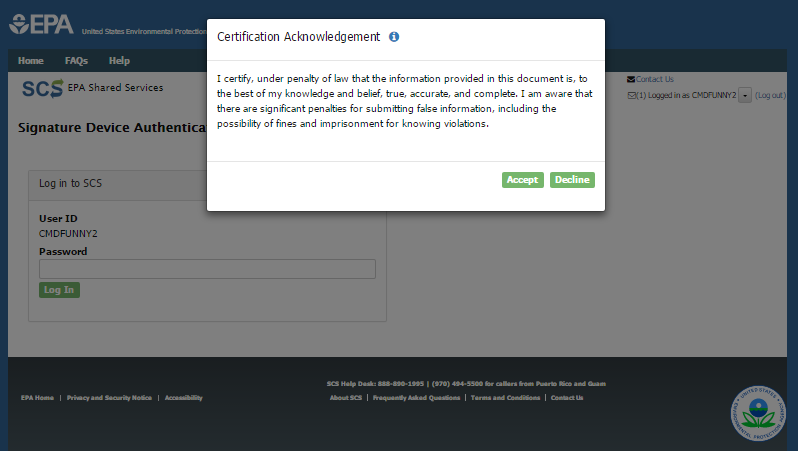 EPA United States Environmental Protection
Home FAQs Help
Certification Acknowledgement
I certify, under penalty of law that the information provided in this document is, to
the best of my knowledge and belief, true, accurate, and complete. I am aware that
there are significant penalties for submitting false information, including the
possibility of fines and imprisonment for knowing violations.
Accept Decline
SCS EPA Shared Services
Contact Us
(1) Logged in as CMDFUNNY2 (Log out)
Signature Device Authentica
Log in to SCS
User ID
CMDFUNNY2
Password
Log In
SCS Help Desk: 888-890-1995 | (970) 494-5500 for callers from Puerto Rico and Guam
EPA Home | Privacy and Security Notice | Accessibility
About SCS | Frequently Asked Questions | Terms and Conditions | Contact Us